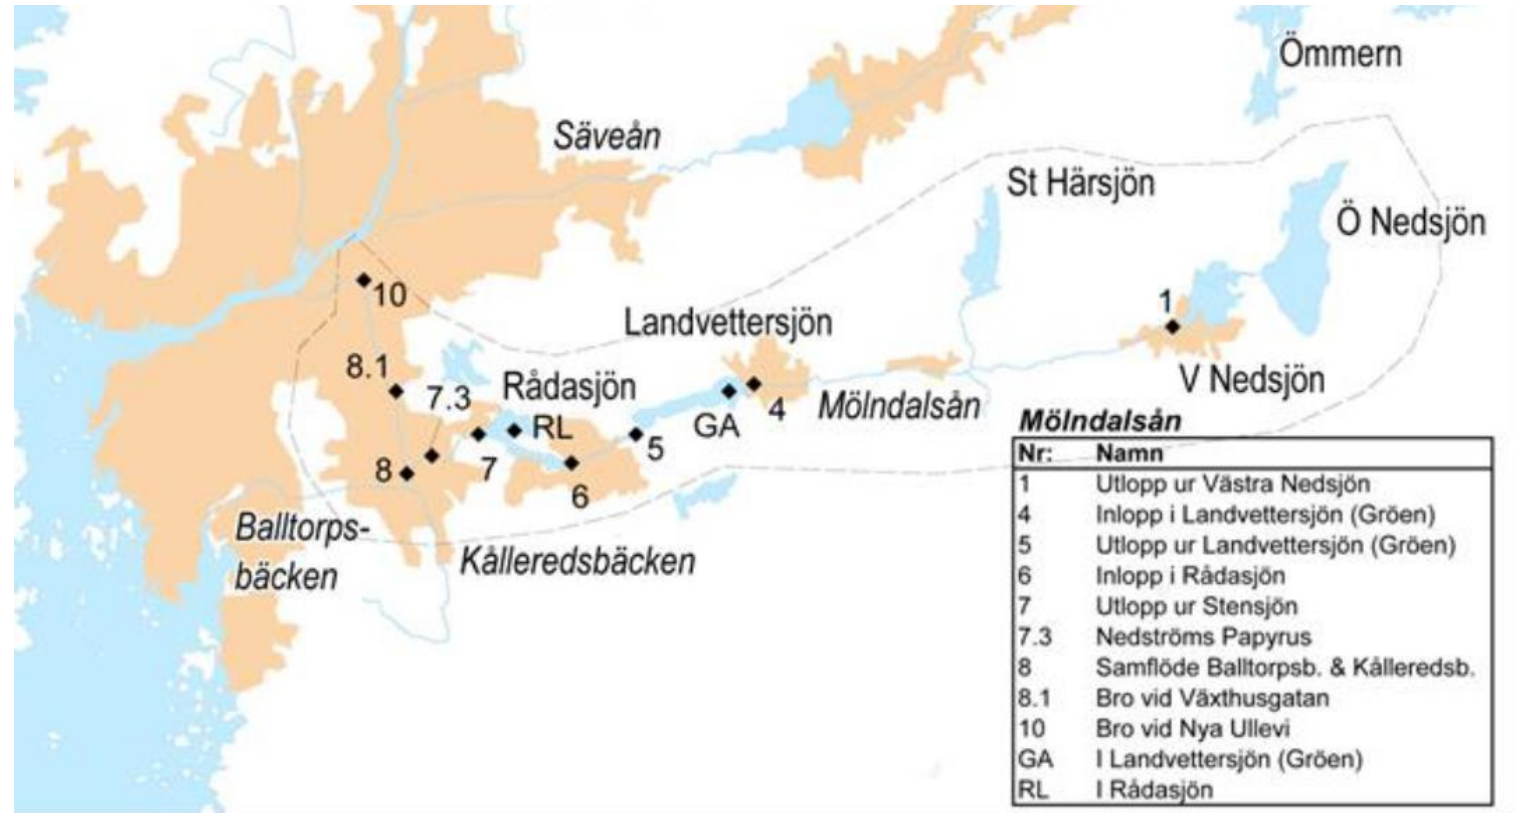 Ömmern
Säveån
St Härsjön
Ö Nedsjön
10
1
Landvettersjön
8.1
7.3
Rådasjön
V Nedsjön
4
Mölndalsån
RL
GA
5
8
7
6
Balltorps-
bäcken
Kålleredsbäcken
Mölndalsån
Nr: Namn
1 Utlopp ur Västra Nedsjön
4 Inlopp i Landvettersjön (Gröen)
5 Utlopp ur Landvettersjön (Gröen)
6 Inlopp i Rådasjön
7 Utlopp ur Stensjön
7.3 Nedströms Papyrus
8 Samflöde Balltorpsb. & Kålleredsb.
8.1 Bro vid Växthusgatan
10 Bro vid Nya Ullevi
GA I Landvettersjön (Gröen)
RL I Rådasjön